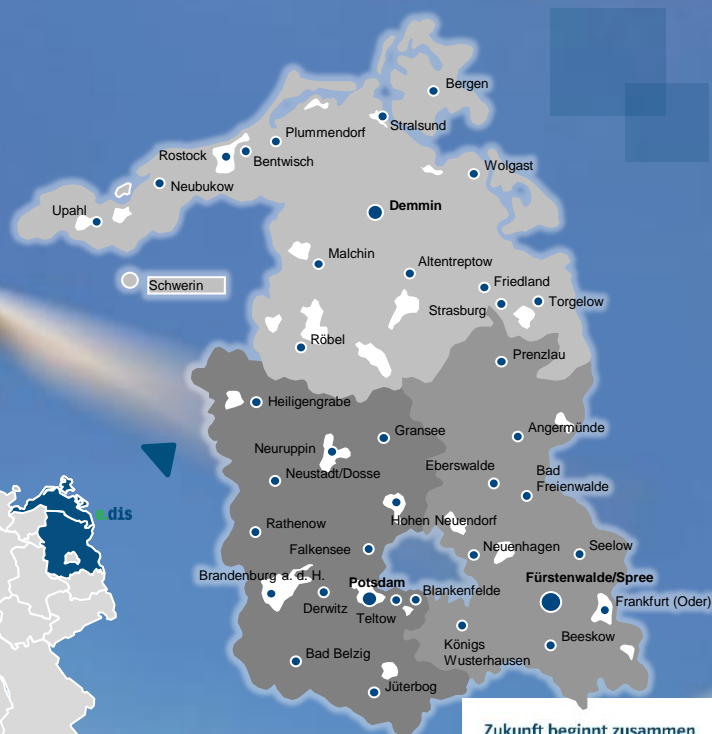 Bergen
Stralsund
Plummendorf
Rostock
Bentwisch
Wolgast
Neubukow
Demmin
Upahl
Malchin
Altentreptow
Schwerin
Friedland
Torgelow
Strasburg
Röbel
Prenzlau
Heiligengrabe
Gransee
Angermünde
Neuruppin
Eberswalde
Bad
Freienwalde
Neustadt/Dosse
e.dis
Hohen Neuendorf
Rathenow
Falkensee
Neuenhagen
Seelow
Brandenburg a. d. H.
Potsdam
Fürstenwalde/Spree
Derwitz
Blankenfelde
Frankfurt (Oder)
Teltow
Königs
Wusterhausen
Beeskow
Bad Belzig
Jüterbog
Zukunft beginnt zusammen